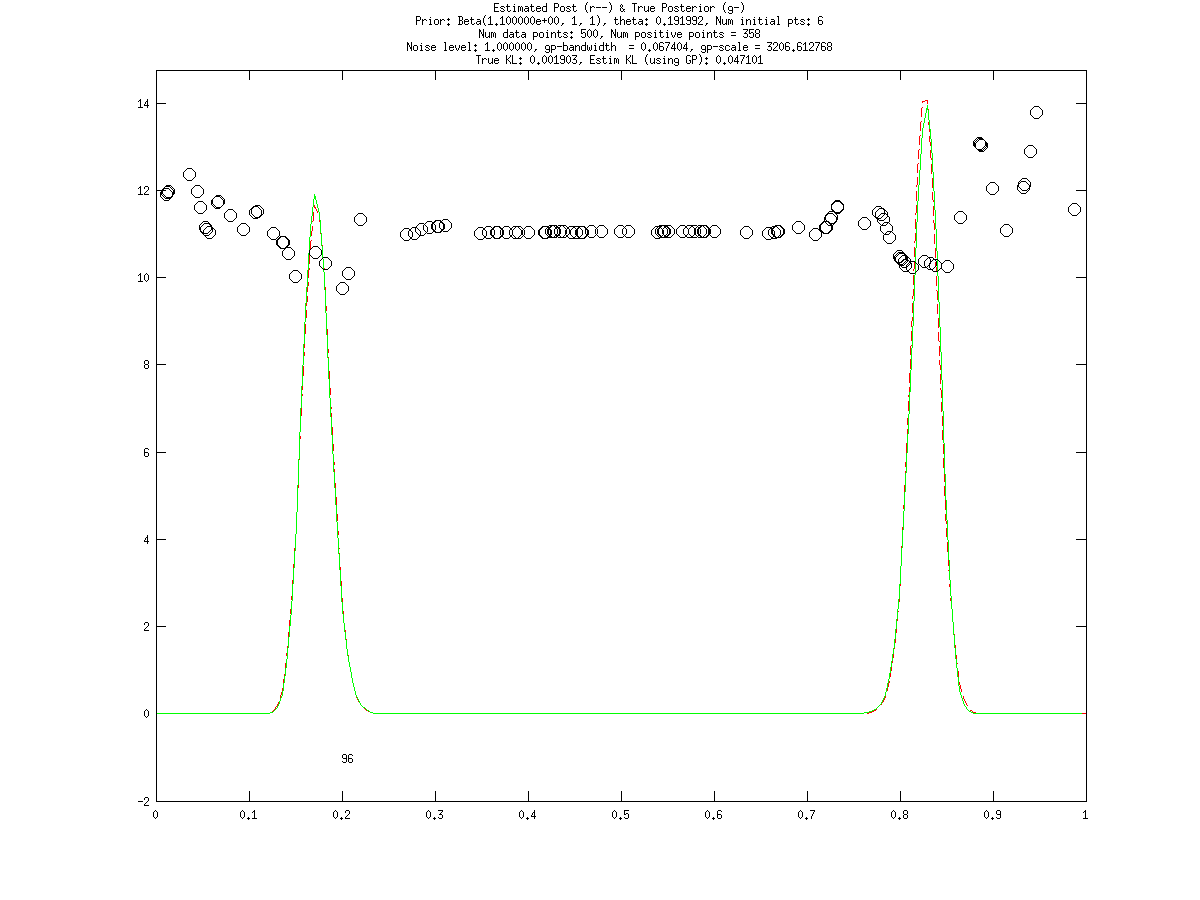 Estimated Post (r--) & True Posterior (g-)
Prior: Beta(1.100000e+00, 1, 1), theta: 0.191992, Num initial pts: 6
Num data points: 500, Num positive points = 358
Noise level: 1.000000, gp-bandwidth  = 0.067404, gp-scale = 3206.612768
True KL: 0.001903, Estim KL (using GP): 0.047101
14
12
10
8
6
4
2
0
96
-2
0 0.1 0.2 0.3 0.4 0.5 0.6 0.7 0.8 0.9 1